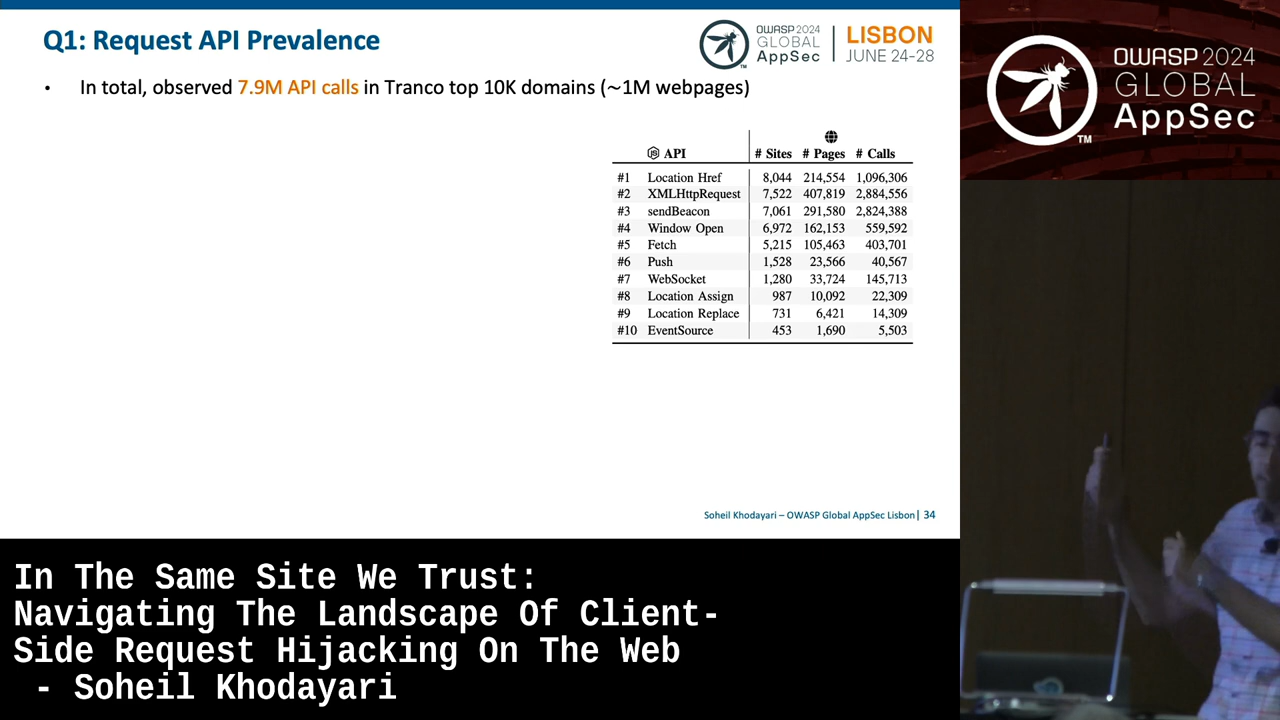 Q1: Request API Prevalence
OWASP 2024
GLOBAL
AppSec
TM
LISBON
JUNE 24-28
• In total, observed 7.9M API calls in Tranco top 10K domains (~1M webpages)
API # Sites # Pages # Calls
#1 Location Href 8,044 214,554 1,096,306
#2 XMLHttpRequest 7,522 407,819 2,884,556
#3 sendBeacon 7,061 291,580 2,824,388
#4 Window Open 6,972 162,153 559,592
#5 Fetch 5,215 105,463 403,701
#6 Push 1,528 23,566 40,567
#7 WebSocket 1,280 33,724 145,713
#8 Location Assign 987 10,092 22,309
#9 Location Replace 731 6,421 14,309
#10 EventSource 453 1,690 5,503
Soheil Khodayari – OWASP Global AppSec Lisbon| 34
OWASP 2024
GLOBAL
AppSec
TM
In The Same Site We Trust:
Navigating The Landscape Of Client-
Side Request Hijacking On The Web
- Soheil Khodayari